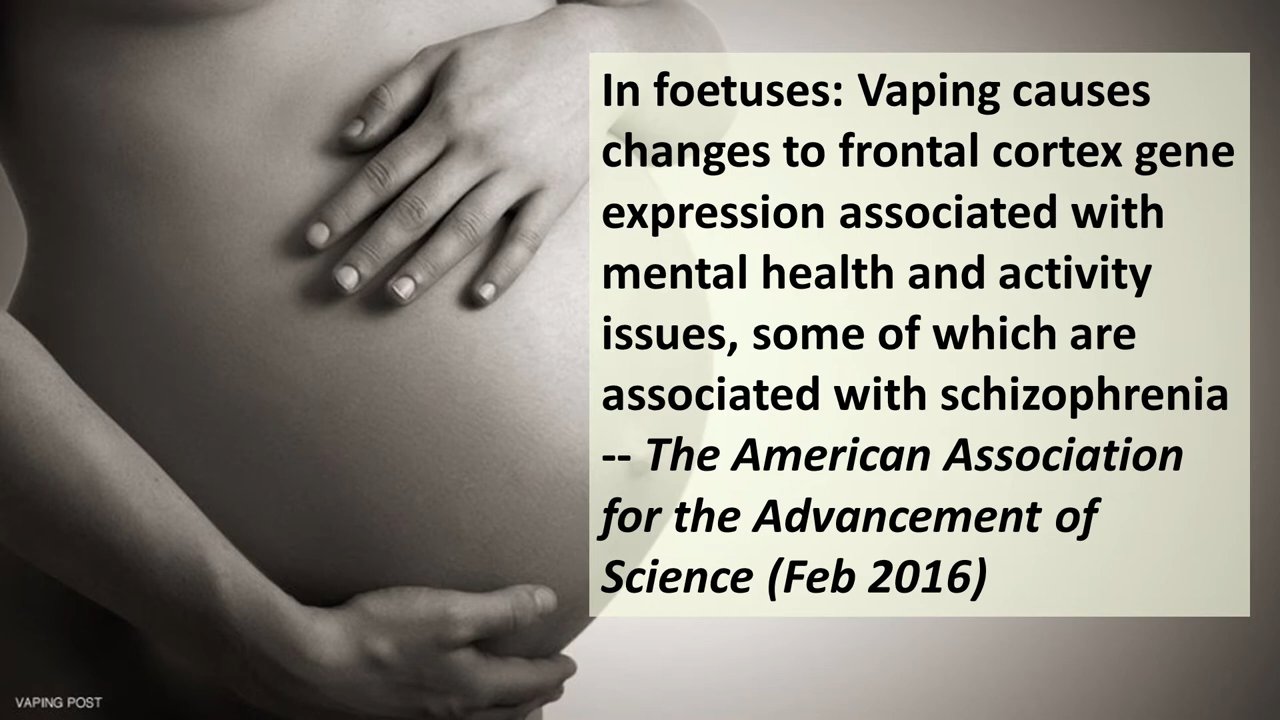 In foetuses: Vaping causes
changes to frontal cortex gene
expression associated with
mental health and activity
issues, some of which are
associated with schizophrenia
-- The American Association
for the Advancement of
Science (Feb 2016)
VAPING POST